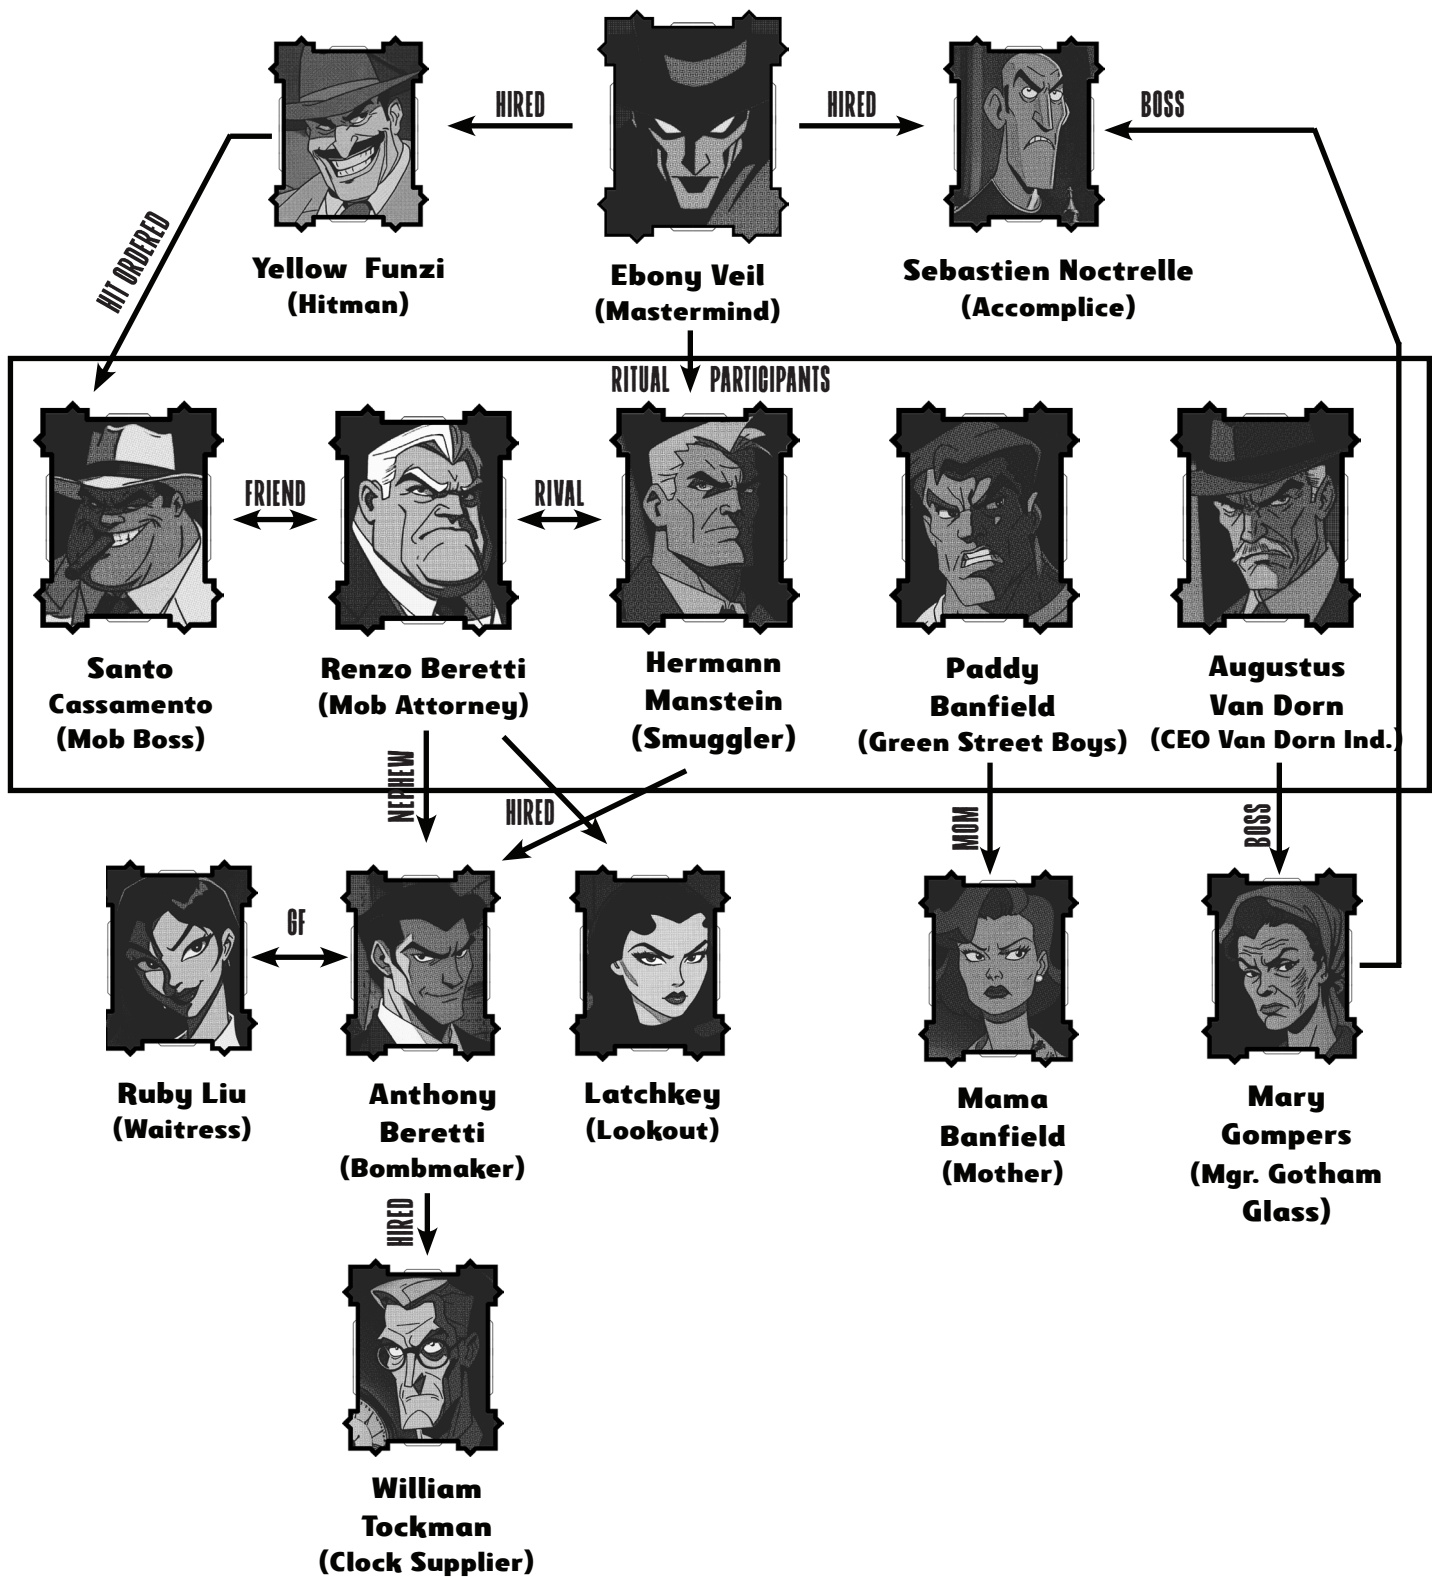 HIRED
HIRED
BOSS
HIT ORDERED
Yellow Funzi
(Hitman)
Ebony Veil
(Mastermind)
Sebastien Noctrelle
(Accomplice)
RITUAL PARTICIPANTS
FRIEND
RIVAL
Santo
Cassamento
(Mob Boss)
Renzo Beretti
(Mob Attorney)
Hermann
Manstein
(Smuggler)
Paddy
Banfield
(Green Street Boys)
Augustus
Van Dorn
(CEO Van Dorn Ind.)
NEPHEW
HIRED
MOM
BOSS
GF
Ruby Liu
(Waitress)
Anthony
Beretti
(Bombmaker)
Latchkey
(Lookout)
Mama
Banfield
(Mother)
Mary
Gompers
(Mgr. Gotham
Glass)
HIRED
William
Tockman
(Clock Supplier)